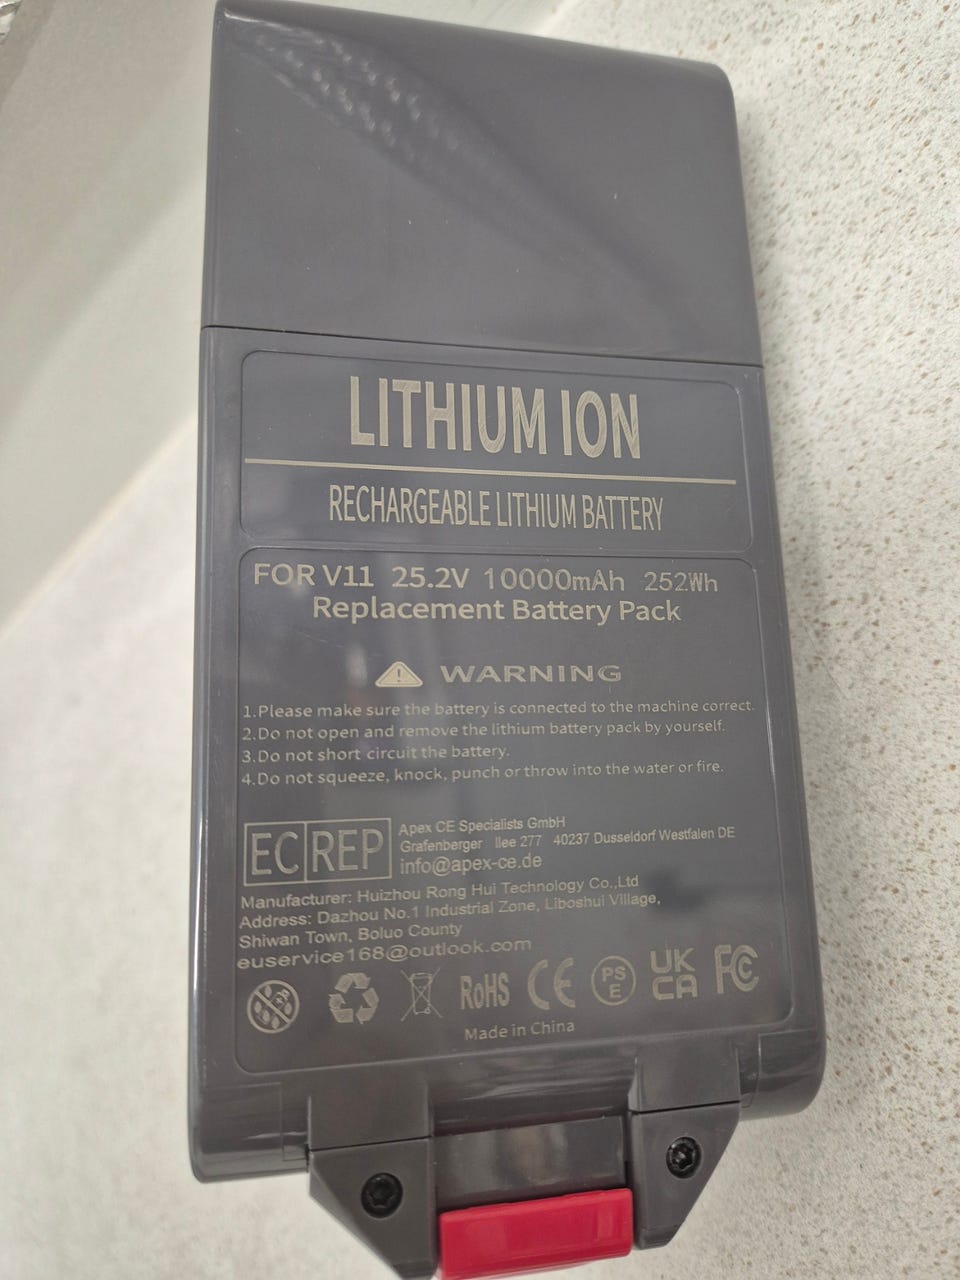 LITHIUM ION
RECHARGEABLE LITHIUM BATTERY
FOR V11 25.2V 10000mAh 252Wh
Replacement Battery Pack
WARNING
1.Please make sure the battery is connected to the machine correct.
2.Do not open and remove the lithium battery pack by yourself.
3.Do not short circuit the battery.
4.Do not squeeze, knock, punch or throw into the water or fire.
EC REP
Apex CE Specialists GmbH
Grafenberger llee 277 40237 Dusseldorf Westfalen DE
info@apex-ce.de
Manufacturer: Huizhou Rong Hui Technology Co.,Ltd
Address: Dazhou No.1 Industrial Zone, Liboshui Village,
Shiwan Town, Boluo County
euservice168@outlook.com
RoHS CE PS E UK CA FC
Made in China